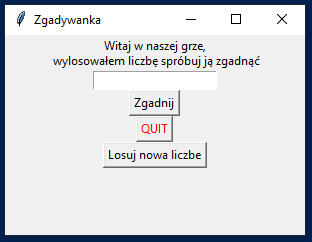 Zgadywanka
Witaj w naszej grze,
wylosowałem liczbę spróbuj ją zgadnąć
Zgadnij
QUIT
Losuj nowa liczbe